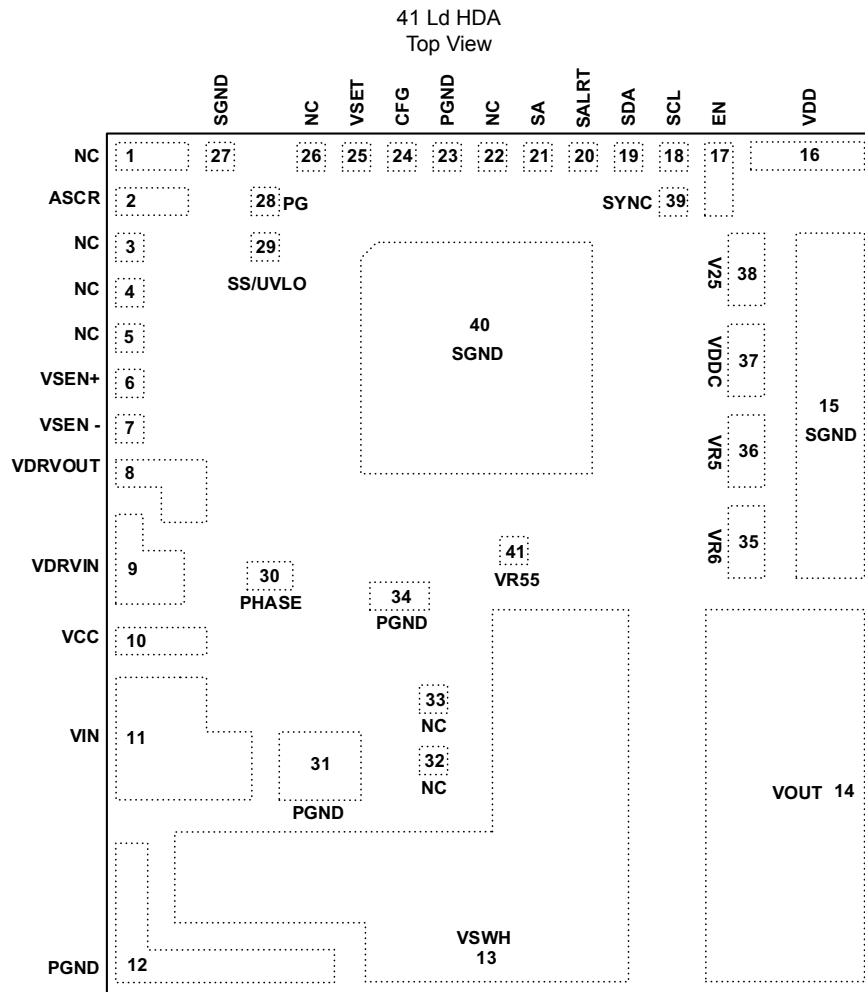 41 Ld HDA
Top View
SGND
NC
VSET
CFG
PGND
NC
SA
SALRT
SDA
SCL
EN
VDD
NC 1 27 26 25 24 23 22 21 20 19 18 17 16
ASCR 2 28 PG SYNC 39
NC 3 29
SS/UVLO
V25 38
NC 4
NC 5
40
SGND
VDDC 37
VSEN+ 6
15
SGND
VSEN - 7
VR5 36
VDRVOUT 8
VR6 35
VDRVIN 9
41
VR55
30
PHASE
34
PGND
VCC 10
33
NC
VIN 11
31
PGND
32
NC
VOUT 14
VSWH
13
PGND 12